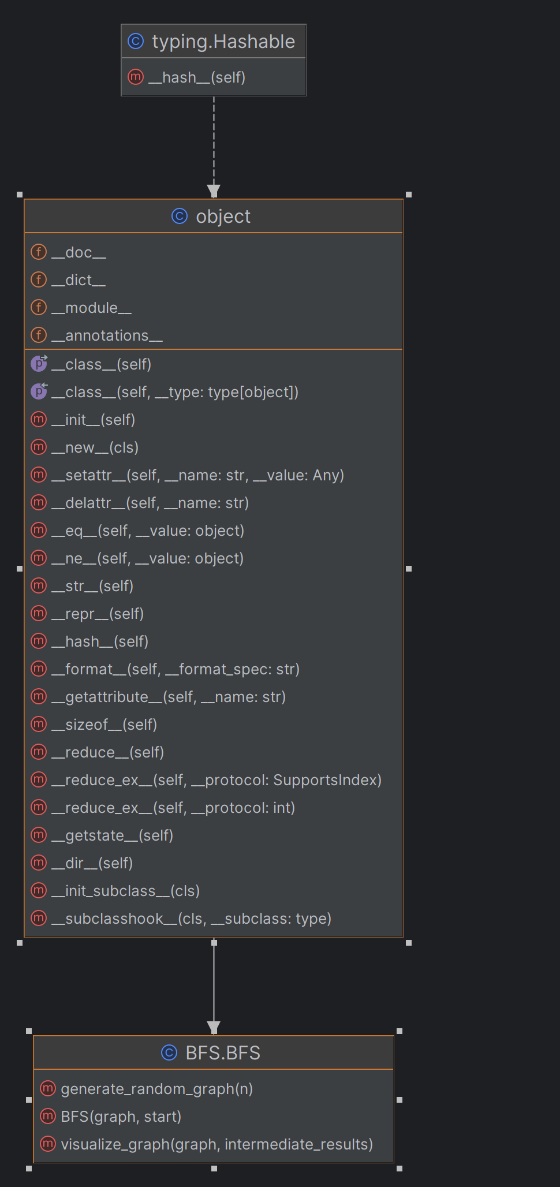 typing.Hashable
__hash__(self)
object
__doc__
__dict__
__module__
__annotations__
__class__(self)
__class__(self, __type: type[object])
__init__(self)
__new__(cls)
__setattr__(self, __name: str, __value: Any)
__delattr__(self, __name: str)
__eq__(self, __value: object)
__ne__(self, __value: object)
__str__(self)
__repr__(self)
__hash__(self)
__format__(self, __format_spec: str)
__getattribute__(self, __name: str)
__sizeof__(self)
__reduce__(self)
__reduce_ex__(self, __protocol: SupportsIndex)
__reduce_ex__(self, __protocol: int)
__getstate__(self)
__dir__(self)
__init_subclass__(cls)
__subclasshook__(cls, __subclass: type)
BFS.BFS
generate_random_graph(n)
BFS(graph, start)
visualize_graph(graph, intermediate_results)